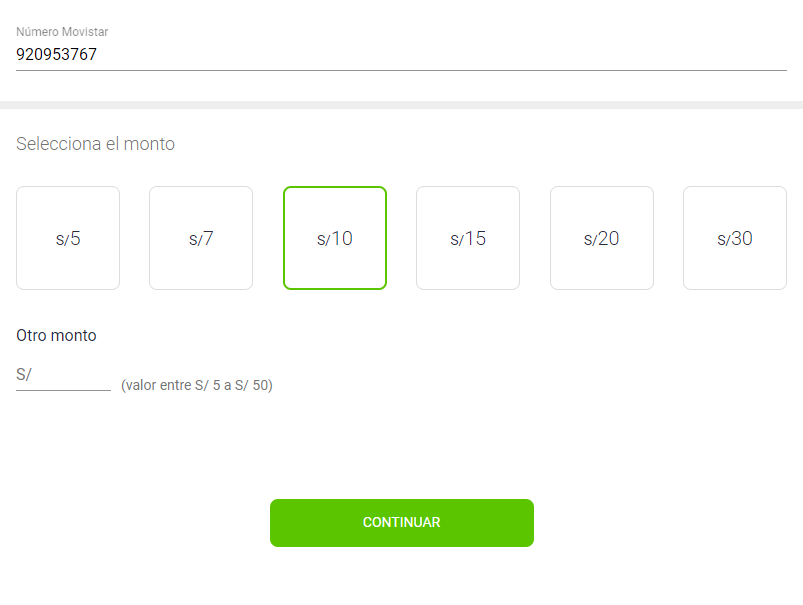 Número Movistar
920953767
Selecciona el monto
S/5 S/7 S/10 S/15 S/20 S/30
Otro monto
S/ (valor entre S/ 5 a S/ 50)
CONTINUAR